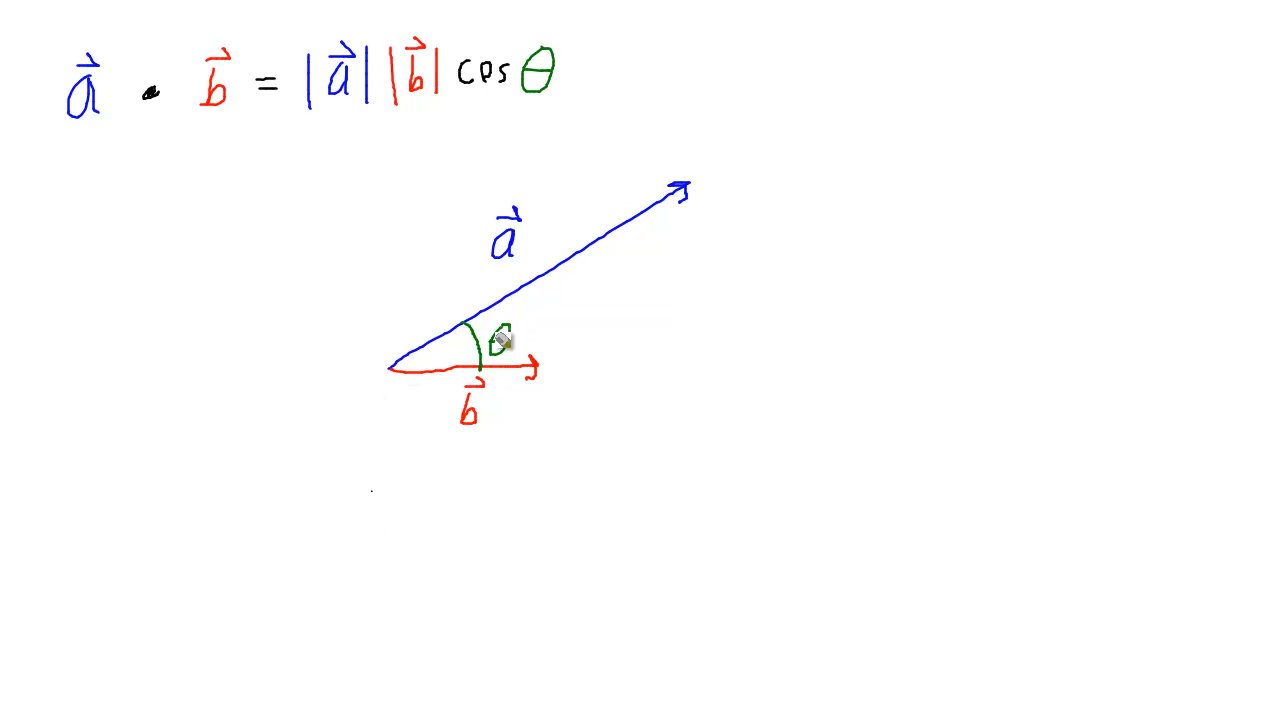 a⃗ · b⃗ = |a⃗| |b⃗| cos θ
a⃗
θ
b⃗